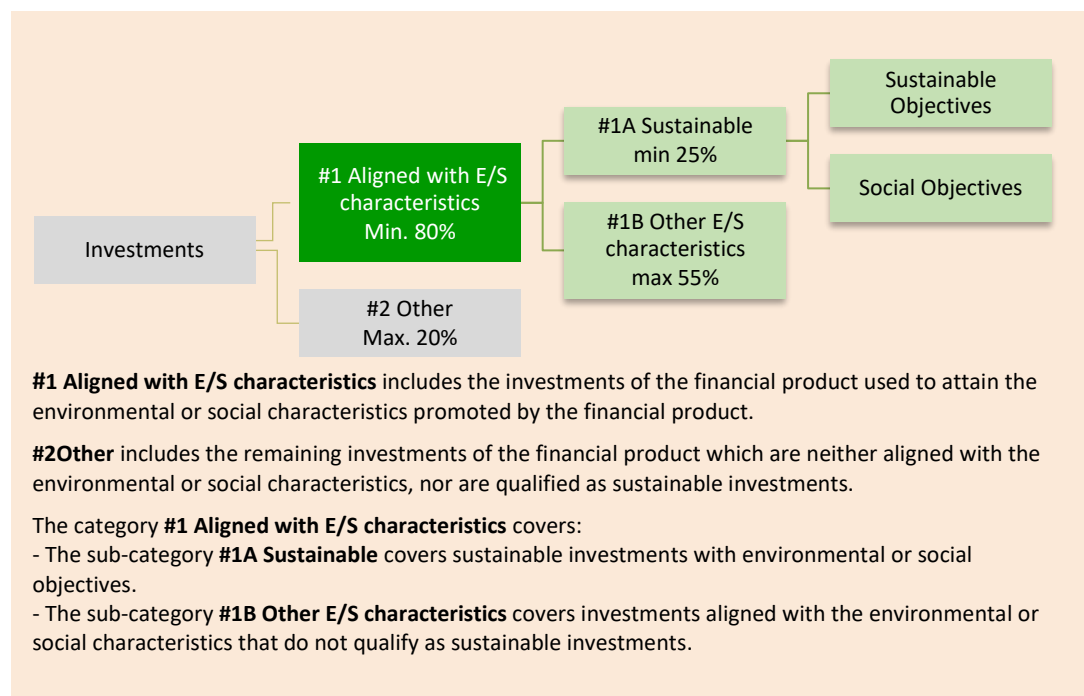 Sustainable
Objectives
#1A Sustainable
min 25%
#1 Aligned with E/S
characteristics
Min. 80%
Social Objectives
#1B Other E/S
characteristics
max 55%
Investments
#2 Other
Max. 20%
#1 Aligned with E/S characteristics includes the investments of the financial product used to attain the
environmental or social characteristics promoted by the financial product.
#2Other includes the remaining investments of the financial product which are neither aligned with the
environmental or social characteristics, nor are qualified as sustainable investments.
The category #1 Aligned with E/S characteristics covers:
- The sub-category #1A Sustainable covers sustainable investments with environmental or social
objectives.
- The sub-category #1B Other E/S characteristics covers investments aligned with the environmental or
social characteristics that do not qualify as sustainable investments.